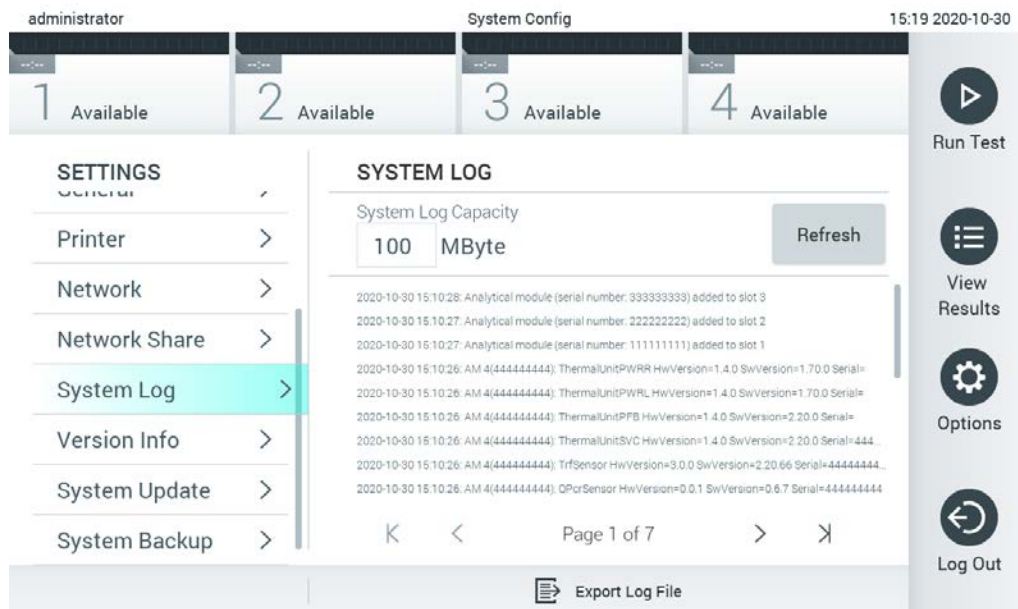 administrator
System Config
15:19 2020-10-30
--:--
1 Available
--:--
2 Available
--:--
3 Available
--:--
4 Available
Run Test
View
Results
Options
Log Out
SETTINGS
General
Printer
Network
Network Share
System Log
Version Info
System Update
System Backup
SYSTEM LOG
System Log Capacity
100 MByte
Refresh
2020-10-30 15:10:28: Analytical module (serial number: 333333333) added to slot 3
2020-10-30 15:10:27: Analytical module (serial number: 222222222) added to slot 2
2020-10-30 15:10:27: Analytical module (serial number: 111111111) added to slot 1
2020-10-30 15:10:26: AM 4(444444444): ThermalUnitPWRR HwVersion=1.4.0 SwVersion=1.70.0 Serial=
2020-10-30 15:10:26: AM 4(444444444): ThermalUnitPWRL HwVersion=1.4.0 SwVersion=1.70.0 Serial=
2020-10-30 15:10:26: AM 4(444444444): ThermalUnitPFB HwVersion=1.4.0 SwVersion=2.20.0 Serial=
2020-10-30 15:10:26: AM 4(444444444): ThermalUnitSVC HwVersion=1.4.0 SwVersion=2.20.0 Serial=444...
2020-10-30 15:10:26: AM 4(444444444): TrfSensor HwVersion=3.0.0 SwVersion=2.20.66 Serial=44444444...
2020-10-30 15:10:26: AM 4(444444444): QPcrSensor HwVersion=0.0.1 SwVersion=0.6.7 Serial=444444444
Page 1 of 7
Export Log File